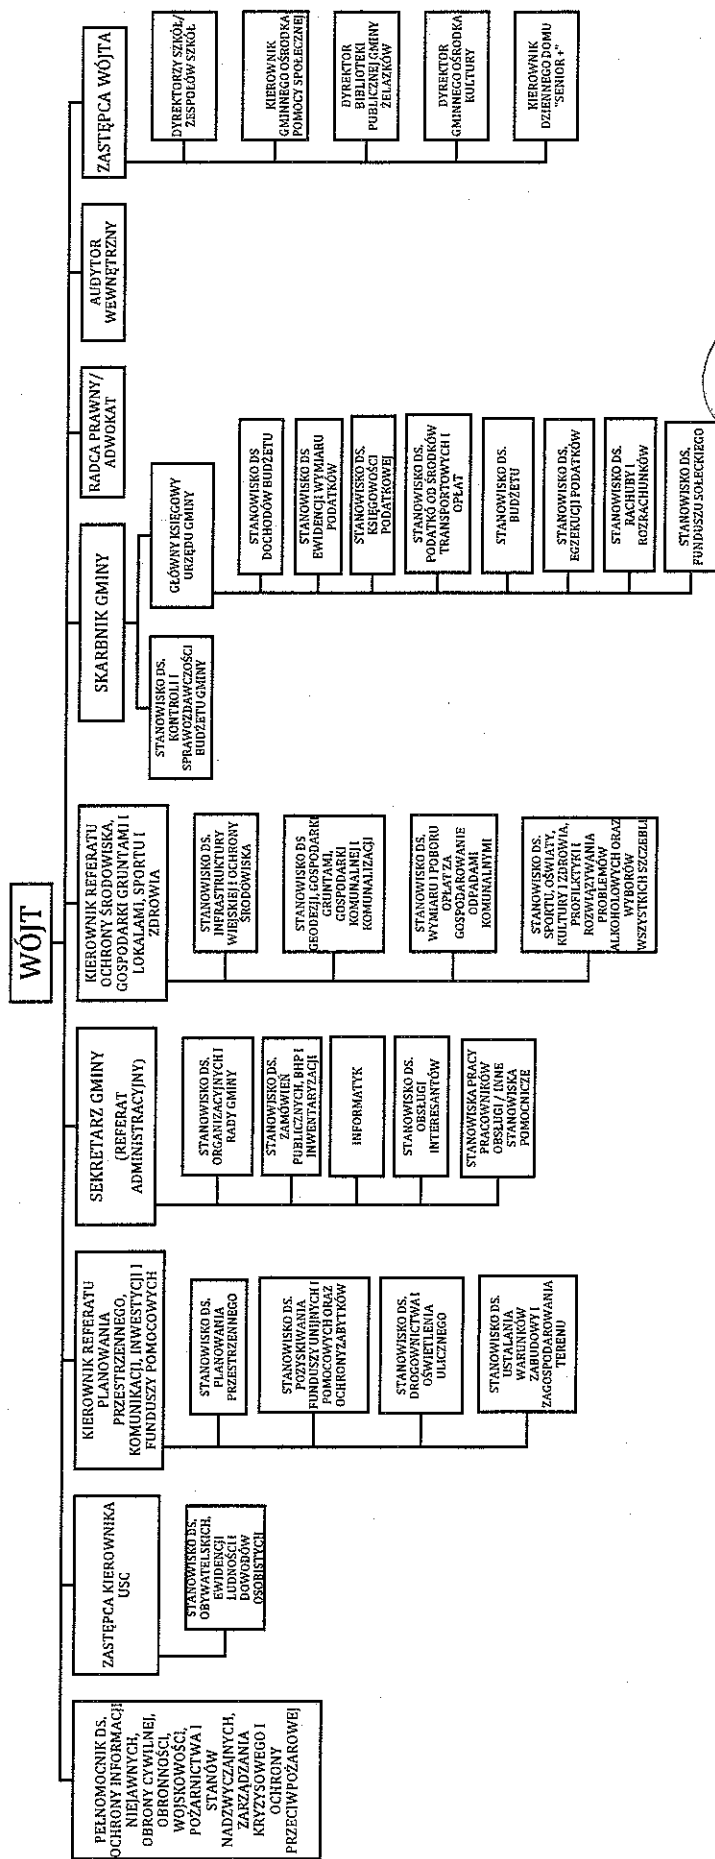 WÓJT
PEŁNOMOCNIK DS.
OCHRONY INFORMACJI
NIEJAWNYCH,
OBRONY CYWILNEJ,
OBRONNOŚCI,
WOJSKOWOŚCI,
POŻARNICTWA I
STANÓW
NADZWYCZAJNYCH,
ZARZĄDZANIA
KRYZYSOWEGO I
OCHRONY
PRZECIWPOŻAROWEJ
ZASTĘPCA KIEROWNIKA
USC
STANOWISKO DS.
OBYWATELSKICH,
EWIDENCJI
LUDNOŚCI I
DOWODÓW
OSOBISTYCH
KIEROWNIK REFERATU
PLANOWANIA
PRZESTRZENNEGO,
KOMUNIKACJI, INWESTYCJI I
FUNDUSZY POMOCOWYCH
STANOWISKO DS.
PLANOWANIA
PRZESTRZENNEGO
STANOWISKO DS.
POZYSKIWANIA
FUNDUSZY UNIJNYCH I
POMOCOWYCH ORAZ
OCHRONYZABYTKÓW
STANOWISKO DS.
DROGOWNICTWA I
OŚWIETLENIA
ULICZNEGO
STANOWISKO DS.
USTALANIA
WARUNKÓW
ZABUDOWY I
ZAGOSPODAROWANIA
TERENU
SEKRETARZ GMINY
(REFERAT
ADMINISTRACYJNY)
STANOWISKO DS.
ORGANIZACYJNYCH I
RADY GMINY
STANOWISKO DS.
ZAMÓWIEŃ
PUBLICZNYCH, BHP I
INWENTARYZACJI
INFORMATYK
STANOWISKO DS.
OBSŁUGI
INTERESANTÓW
STANOWISKA PRACY
PRACOWNIKÓW
OBSŁUGI / INNE
STANOWISKA
POMOCNICZE
KIEROWNIK REFERATU
OCHRONY ŚRODOWISKA,
GOSPODARKI GRUNTAMI I
LOKALAMI, SPORTU I
ZDROWIA
STANOWISKO DS.
INFRASTRUKTURY
WIEJSKIEJ I OCHRONY
ŚRODOWISKA
STANOWISKO DS
GEODEZJI, GOSPODARKI
GRUNTAMI,
GOSPODARKI
KOMUNALNEJ I
KOMUNALIZACJI
STANOWISKO DS.
WYMIARU I POBORU
OPŁAT ZA
GOSPODAROWANIE
ODPADAMI
KOMUNALNYMI
STANOWISKO DS.
SPORTU, OŚWIATY,
KULTURY I ZDROWIA,
PROFILKTYKI I
ROZWIĄZYWANIA
PROBLEMÓW
ALKOHOLOWYCH ORAZ
WYBORÓW
WSZYSTKICH SZCZEBLI
SKARBNIK GMINY
STANOWISKO DS.
KONTROLI I
SPRAWOZDAWCZOŚCI
BUDŻETU GMINY
GŁÓWNY KSIĘGOWY
URZĘDU GMINY
STANOWISKO DS
DOCHODÓW BUDŻETU
STANOWISKO DS.
EWIDENCJI WYMIARU
PODATKÓW
STANOWISKO DS.
KSIĘGOWOŚCI
PODATKOWEJ
STANOWISKO DS.
PODATKÓ OD ŚRODKÓW
TRANSPORTOWYCH I
OPŁAT
STANOWISKO DS.
BUDŻETU
STANOWISKO DS.
EGZEKUCJI PODATKÓW
STANOWISKO DS.
RACHUBY I
ROZRACHUNKÓW
STANOWISKO DS.
FUNDUSZU SOŁECKIEGO
RADCA PRAWNY/
ADWOKAT
AUDYTOR
WEWNĘTRZNY
ZASTĘPCA WÓJTA
DYREKTORZY SZKÓŁ/
ZESPOŁÓW SZKÓŁ
KIEROWNIK
GMINNEGO OŚRODKA
POMOCY SPOŁECZNEJ
DYREKTOR
BIBLIOTEKI
PUBLICZNEJ GMINY
ŻELAZKÓW
DYREKTOR
GMINNEGO OŚRODKA
KULTURY
KIEROWNIK
DZIENNEGO DOMU
"SENIOR +"